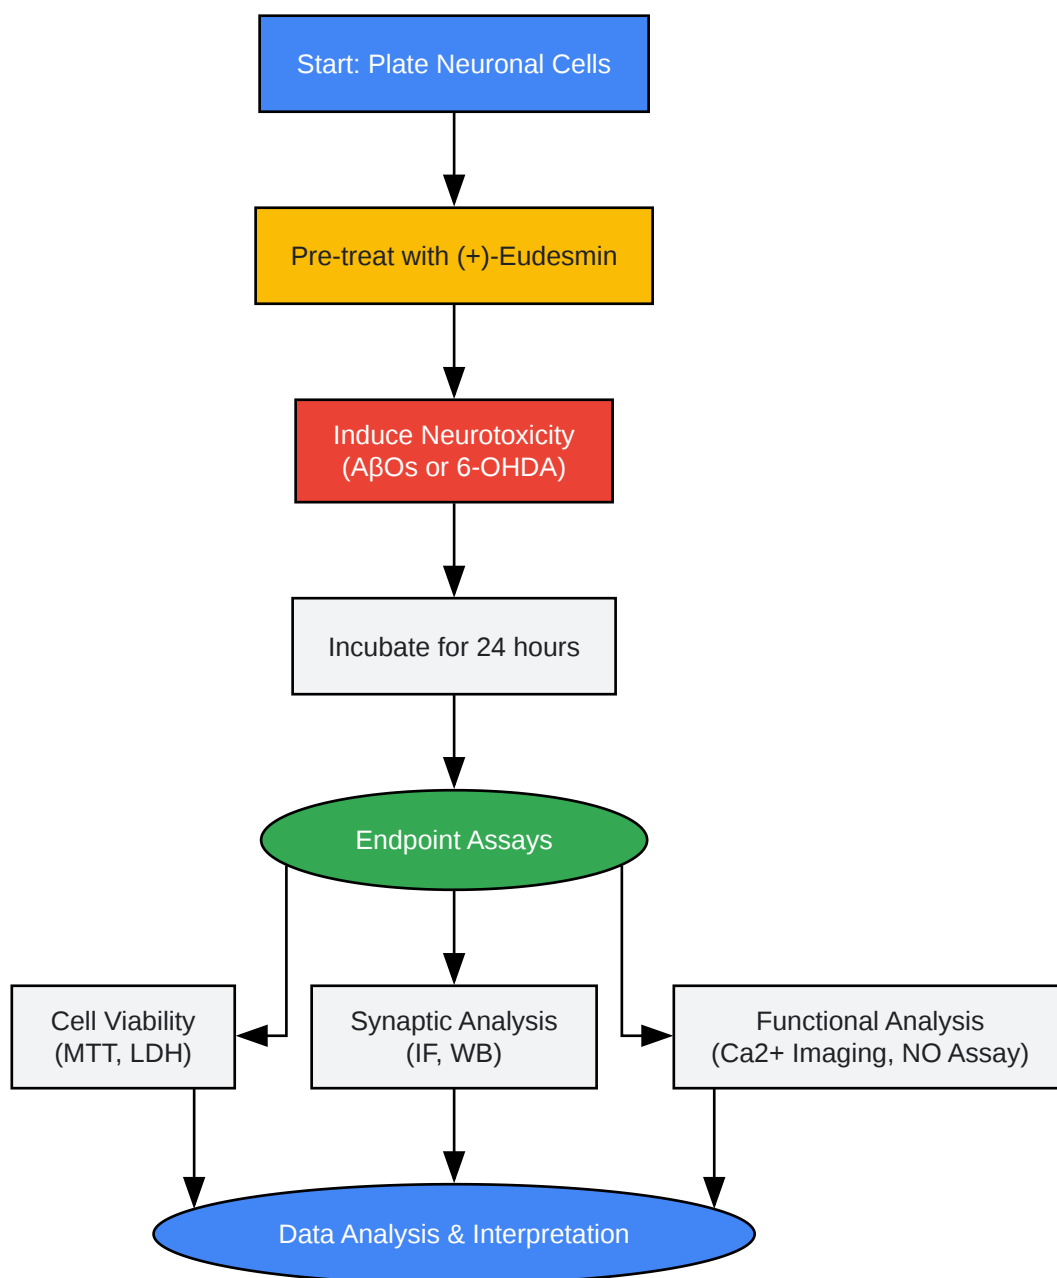 Start: Plate Neuronal Cells
Pre-treat with (+)-Eudesmin
Induce Neurotoxicity
(AβOs or 6-OHDA)
Incubate for 24 hours
Endpoint Assays
Cell Viability
(MTT, LDH)
Synaptic Analysis
(IF, WB)
Functional Analysis
(Ca2+ Imaging, NO Assay)
Data Analysis & Interpretation